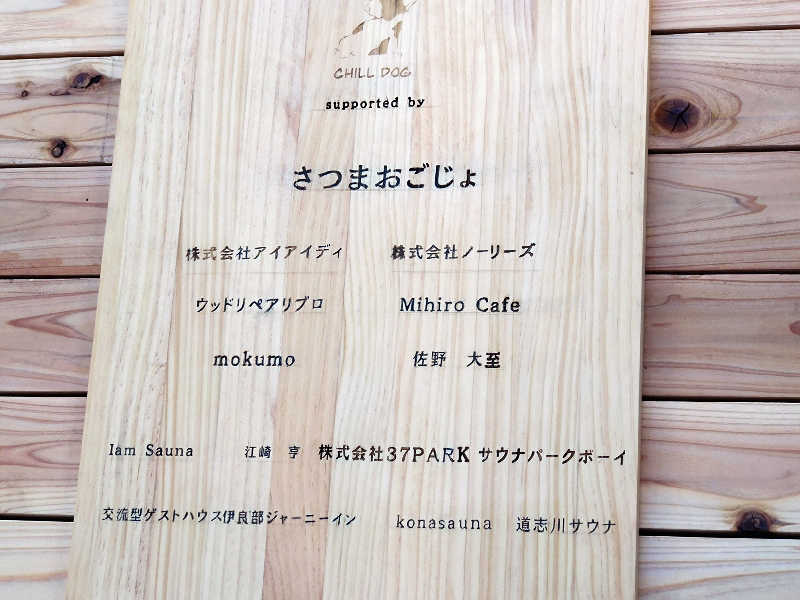 CHILL DOG
supported by
さつまおごじょ
株式会社アイアイディ 株式会社ノーリーズ
ウッドリペアリブロ Mihiro Cafe
mokumo 佐野 大至
Iam Sauna 江崎 亨 株式会社37PARK サウナパークボーイ
交流型ゲストハウス伊良部ジャーニーイン konasauna 道志川サウナ